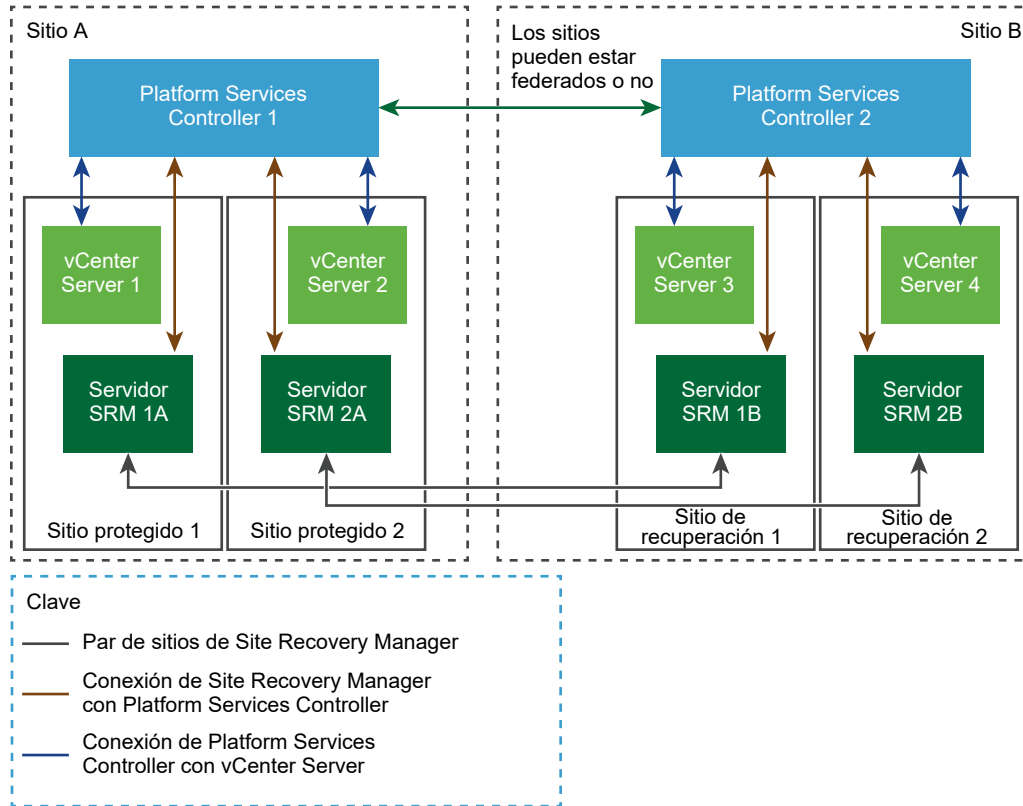 Sitio A
Los sitios
pueden estar
federados o no
Sitio B
Platform Services
Controller 1
Platform Services
Controller 2
vCenter
Server 1
vCenter
Server 2
vCenter
Server 3
vCenter
Server 4
Servidor
SRM 1A
Servidor
SRM 2A
Servidor
SRM 1B
Servidor
SRM 2B
Sitio protegido 1
Sitio protegido 2
Sitio de
recuperación 1
Sitio de
recuperación 2
Clave
Par de sitios de Site Recovery Manager
Conexión de Site Recovery Manager
con Platform Services Controller
Conexión de Platform Services
Controller con vCenter Server